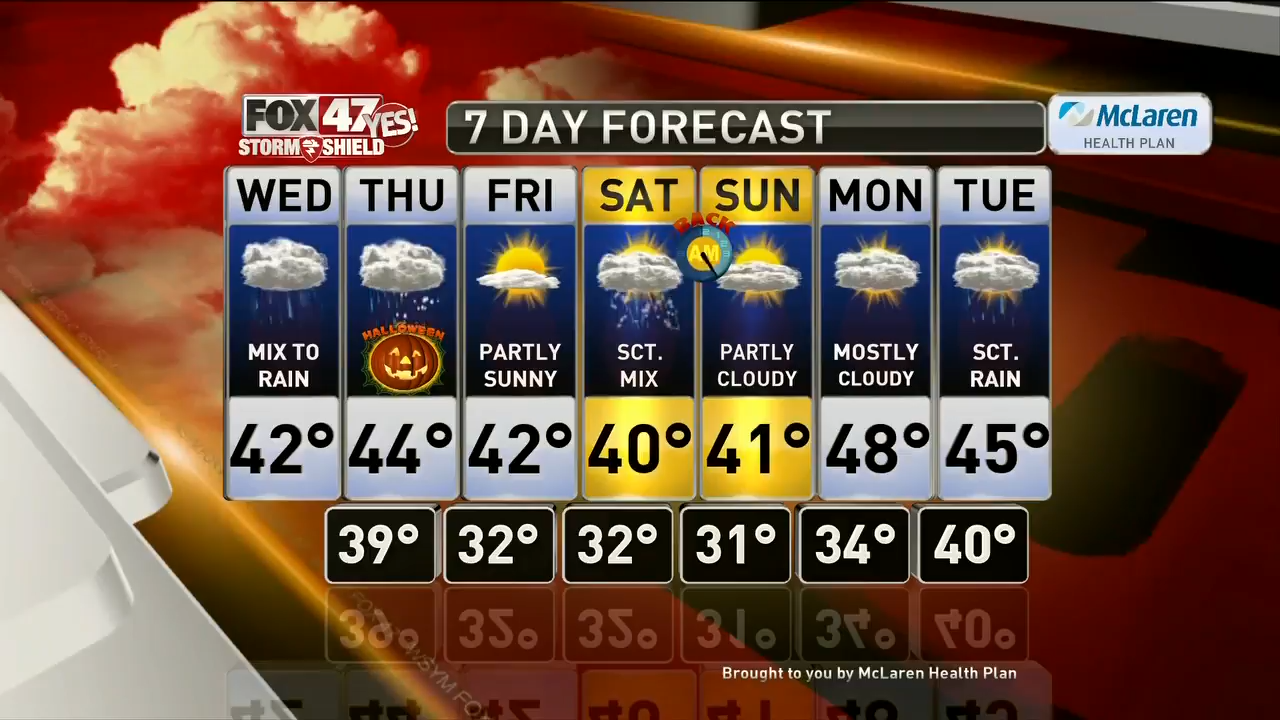 FOX 47 YES!
STORM SHIELD
7 DAY FORECAST
McLaren
HEALTH PLAN
WED THU FRI SAT SUN MON TUE
BACK
AM
HALLOWEEN
MIX TO
RAIN
PARTLY
SUNNY
SCT.
MIX
PARTLY
CLOUDY
MOSTLY
CLOUDY
SCT.
RAIN
42° 44° 42° 40° 41° 48° 45°
39° 32° 32° 31° 34° 40°
Brought to you by McLaren Health Plan